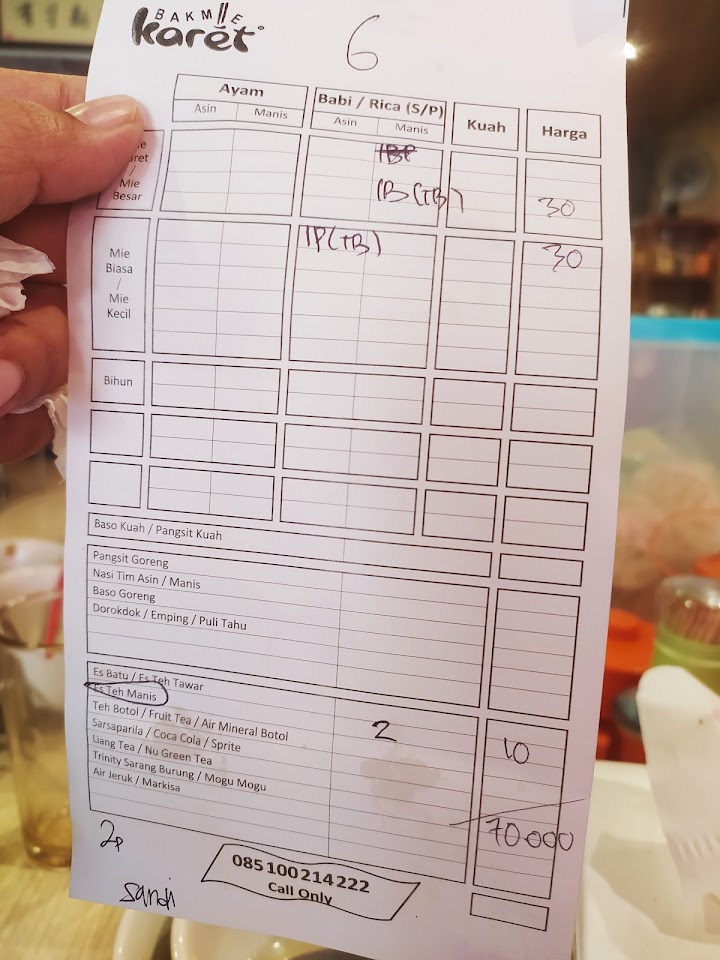 BAKMIE
karet
6
Ayam
Babi / Rica (S/P)
Kuah
Harga
Asin
Manis
Asin
Manis
Mie
Besar
1B (TB)
30
Mie
Biasa
/
Mie
Kecil
1P (TB)
30
Bihun
Baso Kuah / Pangsit Kuah
Pangsit Goreng
Nasi Tim Asin / Manis
Baso Goreng
Dorokdok / Emping / Puli Tahu
Es Batu / Es Teh Tawar
Es Teh Manis
2
10
Teh Botol / Fruit Tea / Air Mineral Botol
Sarsaparila / Coca Cola / Sprite
Liang Tea / Nu Green Tea
Trinity Sarang Burung / Mogu Mogu
Air Jeruk / Markisa
70.000
2P
Sandi
085100214222
Call Only